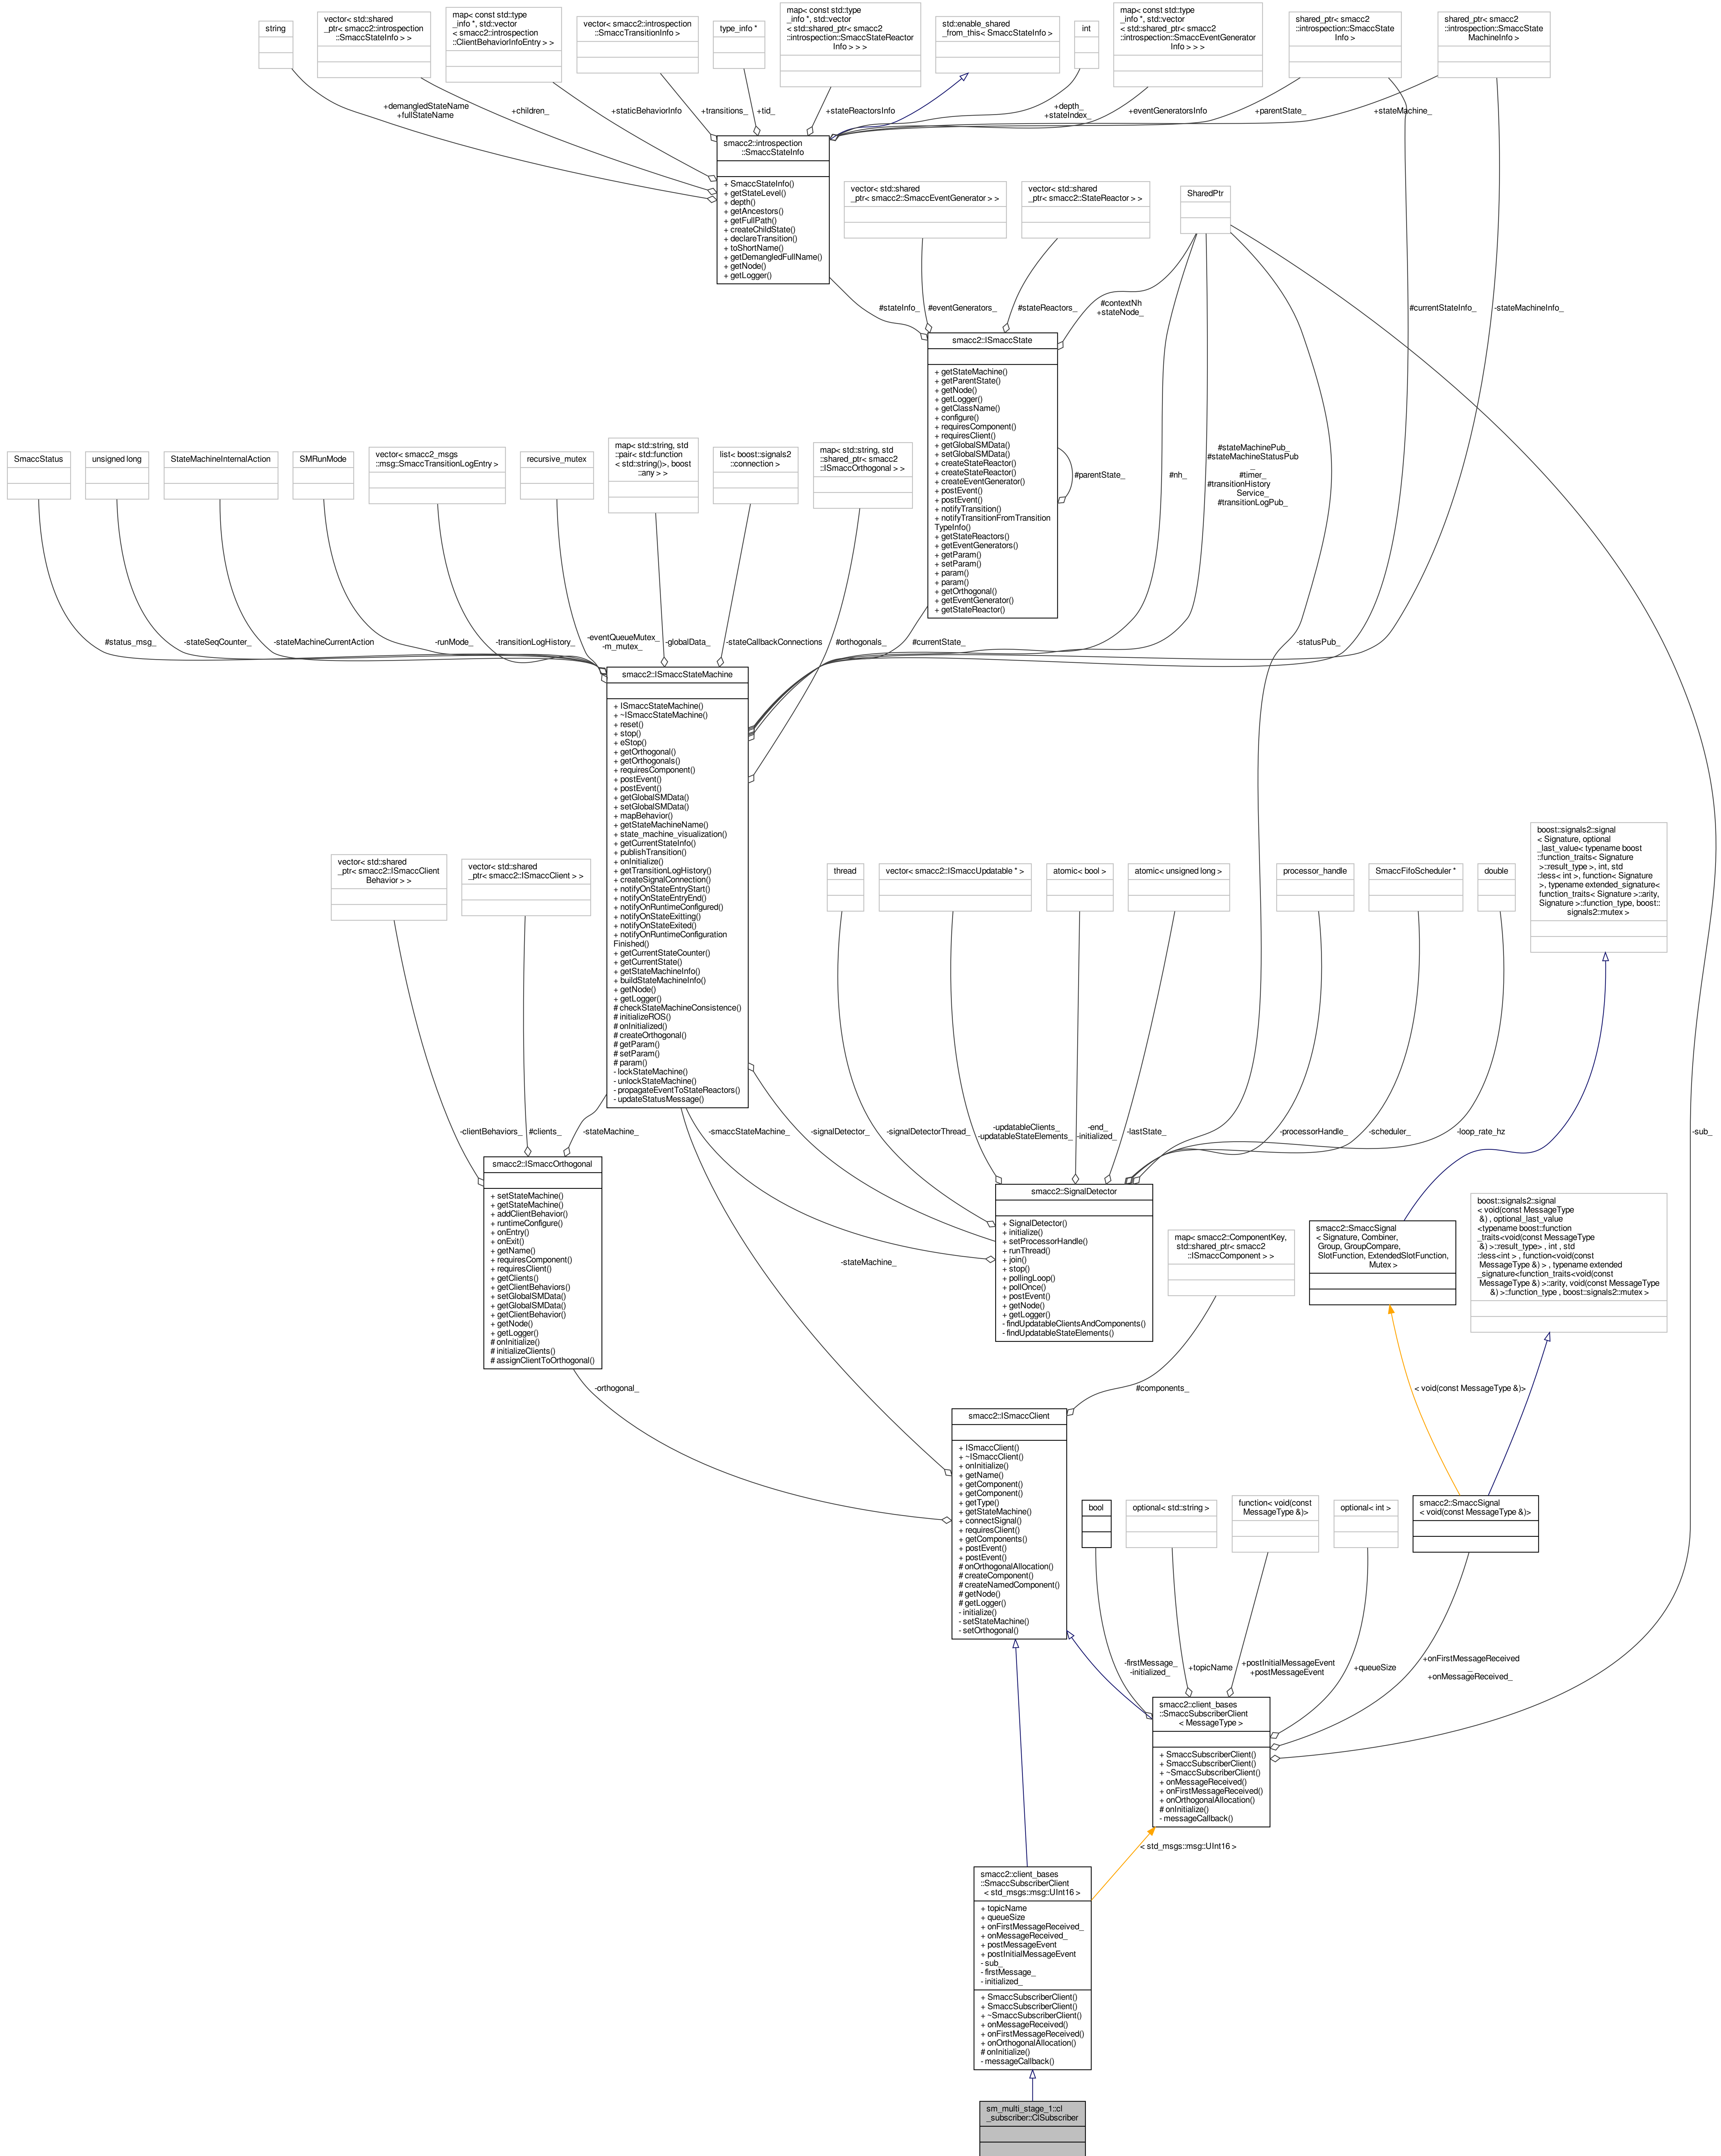 string
vector< std::shared
_ptr< smacc2::introspection
::SmaccStateInfo > >
map< const std::type
_info *, std::vector
< smacc2::introspection
::ClientBehaviorInfoEntry > >
vector< smacc2::introspection
::SmaccTransitionInfo >
type_info *
map< const std::type
_info *, std::vector
< std::shared_ptr< smacc2
::introspection::SmaccStateReactor
Info > > >
std::enable_shared
_from_this< SmaccStateInfo >
int
map< const std::type
_info *, std::vector
< std::shared_ptr< smacc2
::introspection::SmaccEventGenerator
Info > > >
shared_ptr< smacc2
::introspection::SmaccState
Info >
shared_ptr< smacc2
::introspection::SmaccState
MachineInfo >
+demangledStateName
+fullStateName
+children_
+staticBehaviorInfo
+transitions_
+tid_
+stateReactorsInfo
+depth_
+stateIndex_
+eventGeneratorsInfo
+parentState_
+stateMachine_
smacc2::introspection
::SmaccStateInfo
+ SmaccStateInfo()
+ getStateLevel()
+ depth()
+ getAncestors()
+ getFullPath()
+ createChildState()
+ declareTransition()
+ toShortName()
+ getDemangledFullName()
+ getNode()
+ getLogger()
vector< std::shared
_ptr< smacc2::SmaccEventGenerator > >
vector< std::shared
_ptr< smacc2::StateReactor > >
SharedPtr
#stateInfo_
#eventGenerators_
#stateReactors_
#contextNh
+stateNode_
#currentStateInfo_
-stateMachineInfo_
smacc2::ISmaccState
+ getStateMachine()
+ getParentState()
+ getNode()
+ getLogger()
+ getClassName()
+ configure()
+ requiresComponent()
+ requiresClient()
+ getGlobalSMData()
+ setGlobalSMData()
+ createStateReactor()
+ createStateReactor()
+ createEventGenerator()
+ postEvent()
+ postEvent()
+ notifyTransition()
+ notifyTransitionFromTransition
TypeInfo()
+ getStateReactors()
+ getEventGenerators()
+ getParam()
+ setParam()
+ param()
+ param()
+ getOrthogonal()
+ getEventGenerator()
+ getStateReactor()
#parentState_
#nh_
#stateMachinePub_
#stateMachineStatusPub
_
#timer_
#transitionHistory
Service_
#transitionLogPub_
SmaccStatus
unsigned long
StateMachineInternalAction
SMRunMode
vector< smacc2_msgs
::msg::SmaccTransitionLogEntry >
recursive_mutex
map< std::string, std
::pair< std::function
< std::string()>, boost
::any > >
list< boost::signals2
::connection >
map< std::string, std
::shared_ptr< smacc2
::ISmaccOrthogonal > >
#status_msg_
-stateSeqCounter_
-stateMachineCurrentAction
-runMode_
-transitionLogHistory_
-eventQueueMutex_
-m_mutex_
-globalData_
-stateCallbackConnections
#orthogonals_
#currentState_
-statusPub_
smacc2::ISmaccStateMachine
+ ISmaccStateMachine()
+ ~ISmaccStateMachine()
+ reset()
+ stop()
+ eStop()
+ getOrthogonal()
+ getOrthogonals()
+ requiresComponent()
+ postEvent()
+ postEvent()
+ getGlobalSMData()
+ setGlobalSMData()
+ mapBehavior()
+ getStateMachineName()
+ state_machine_visualization()
+ getCurrentStateInfo()
+ publishTransition()
+ onInitialize()
+ getTransitionLogHistory()
+ createSignalConnection()
+ notifyOnStateEntryStart()
+ notifyOnStateEntryEnd()
+ notifyOnRuntimeConfigured()
+ notifyOnStateExitting()
+ notifyOnStateExited()
+ notifyOnRuntimeConfiguration
Finished()
+ getCurrentStateCounter()
+ getCurrentState()
+ getStateMachineInfo()
+ buildStateMachineInfo()
+ getNode()
+ getLogger()
# checkStateMachineConsistence()
# initializeROS()
# onInitialized()
# createOrthogonal()
# getParam()
# setParam()
# param()
- lockStateMachine()
- unlockStateMachine()
- propagateEventToStateReactors()
- updateStatusMessage()
vector< std::shared
_ptr< smacc2::ISmaccClient
Behavior > >
vector< std::shared
_ptr< smacc2::ISmaccClient > >
thread
vector< smacc2::ISmaccUpdatable * >
atomic< bool >
atomic< unsigned long >
processor_handle
SmaccFifoScheduler *
double
boost::signals2::signal
< Signature, optional
_last_value< typename boost
::function_traits< Signature
>::result_type >, int, std
::less< int >, function< Signature
>, typename extended_signature<
function_traits< Signature >::arity,
Signature >::function_type, boost::
signals2::mutex >
-clientBehaviors_
#clients_
-stateMachine_
-smaccStateMachine_
-signalDetector_
-signalDetectorThread_
-updatableClients_
-updatableStateElements_
-end_
-initialized_
-lastState_
-processorHandle_
-scheduler_
-loop_rate_hz
-sub_
smacc2::ISmaccOrthogonal
+ setStateMachine()
+ getStateMachine()
+ addClientBehavior()
+ runtimeConfigure()
+ onEntry()
+ onExit()
+ getName()
+ requiresComponent()
+ requiresClient()
+ getClients()
+ getClientBehaviors()
+ setGlobalSMData()
+ getGlobalSMData()
+ getClientBehavior()
+ getNode()
+ getLogger()
# onInitialize()
# initializeClients()
# assignClientToOrthogonal()
smacc2::SignalDetector
+ SignalDetector()
+ initialize()
+ setProcessorHandle()
+ runThread()
+ join()
+ stop()
+ pollingLoop()
+ pollOnce()
+ postEvent()
+ getNode()
+ getLogger()
- findUpdatableClientsAndComponents()
- findUpdatableStateElements()
map< smacc2::ComponentKey,
std::shared_ptr< smacc2
::ISmaccComponent > >
smacc2::SmaccSignal
< Signature, Combiner,
Group, GroupCompare,
SlotFunction, ExtendedSlotFunction,
Mutex >
boost::signals2::signal
< void(const MessageType
&) , optional_last_value
<typename boost::function
_traits<void(const MessageType
&) >::result_type> , int , std
::less<int > , function<void(const
MessageType &) > , typename extended
_signature<function_traits<void(const
MessageType &) >::arity, void(const MessageType
&) >::function_type , boost::signals2::mutex >
-stateMachine_
-orthogonal_
#components_
< void(const MessageType &)>
smacc2::ISmaccClient
+ ISmaccClient()
+ ~ISmaccClient()
+ onInitialize()
+ getName()
+ getComponent()
+ getComponent()
+ getType()
+ getStateMachine()
+ connectSignal()
+ requiresClient()
+ getComponents()
+ postEvent()
+ postEvent()
# onOrthogonalAllocation()
# createComponent()
# createNamedComponent()
# getNode()
# getLogger()
- initialize()
- setStateMachine()
- setOrthogonal()
bool
optional< std::string >
function< void(const
MessageType &)>
optional< int >
smacc2::SmaccSignal
< void(const MessageType &)>
-firstMessage_
-initialized_
+topicName
+postInitialMessageEvent
+postMessageEvent
+queueSize
+onFirstMessageReceived
_
+onMessageReceived_
smacc2::client_bases
::SmaccSubscriberClient
< MessageType >
+ SmaccSubscriberClient()
+ SmaccSubscriberClient()
+ ~SmaccSubscriberClient()
+ onMessageReceived()
+ onFirstMessageReceived()
+ onOrthogonalAllocation()
# onInitialize()
- messageCallback()
< std_msgs::msg::UInt16 >
smacc2::client_bases
::SmaccSubscriberClient
< std_msgs::msg::UInt16 >
+ topicName
+ queueSize
+ onFirstMessageReceived_
+ onMessageReceived_
+ postMessageEvent
+ postInitialMessageEvent
- sub_
- firstMessage_
- initialized_
+ SmaccSubscriberClient()
+ SmaccSubscriberClient()
+ ~SmaccSubscriberClient()
+ onMessageReceived()
+ onFirstMessageReceived()
+ onOrthogonalAllocation()
# onInitialize()
- messageCallback()
sm_multi_stage_1::cl
_subscriber::ClSubscriber